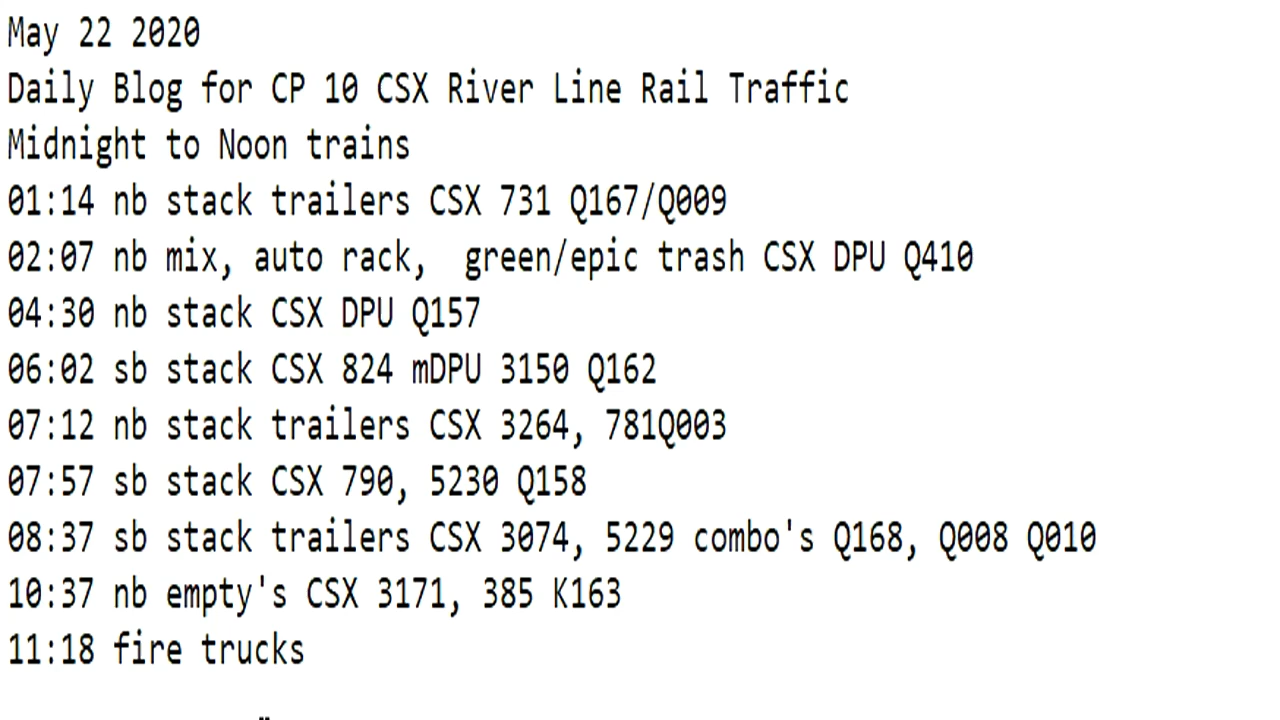 May 22 2020
Daily Blog for CP 10 CSX River Line Rail Traffic
Midnight to Noon trains
01:14 nb stack trailers CSX 731 Q167/Q009
02:07 nb mix, auto rack,  green/epic trash CSX DPU Q410
04:30 nb stack CSX DPU Q157
06:02 sb stack CSX 824 mDPU 3150 Q162
07:12 nb stack trailers CSX 3264, 781Q003
07:57 sb stack CSX 790, 5230 Q158
08:37 sb stack trailers CSX 3074, 5229 combo's Q168, Q008 Q010
10:37 nb empty's CSX 3171, 385 K163
11:18 fire trucks